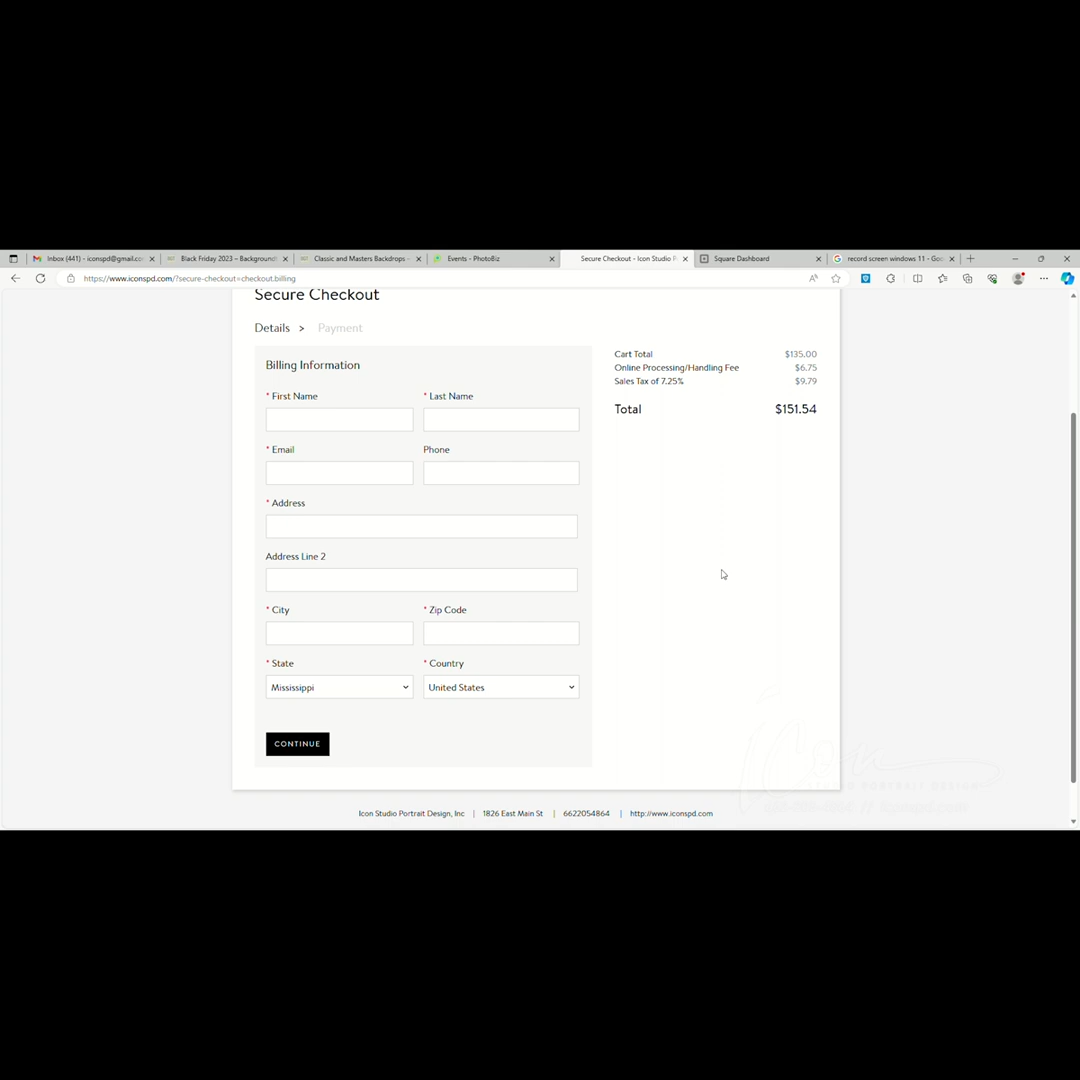 Inbox (441) - iconspd@gmail.co
Black Friday 2023 – Background
Classic and Masters Backdrops –
Events - PhotoBiz
Secure Checkout - Icon Studio P
Square Dashboard
record screen windows 11 - Goo
https://www.iconspd.com/?secure-checkout=checkout.billing
Secure Checkout
Details > Payment
Billing Information
* First Name
* Last Name
* Email
Phone
* Address
Address Line 2
* City
* Zip Code
* State
* Country
Mississippi
United States
CONTINUE
Cart Total $135.00
Online Processing/Handling Fee $6.75
Sales Tax of 7.25% $9.79
Total $151.54
Icon
PORTRAIT DESIGN
Icon Studio Portrait Design, Inc | 1826 East Main St | 6622054864 | http://www.iconspd.com